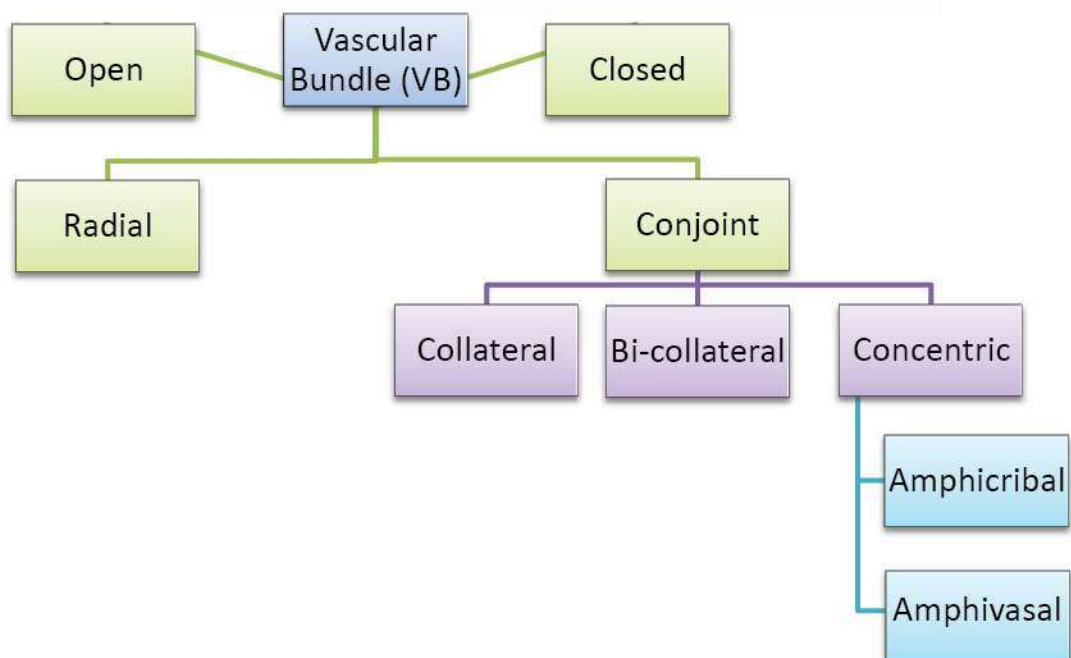 Open
Vascular
Bundle (VB)
Closed
Radial
Conjoint
Collateral
Bi-collateral
Concentric
Amphicribal
Amphivasal